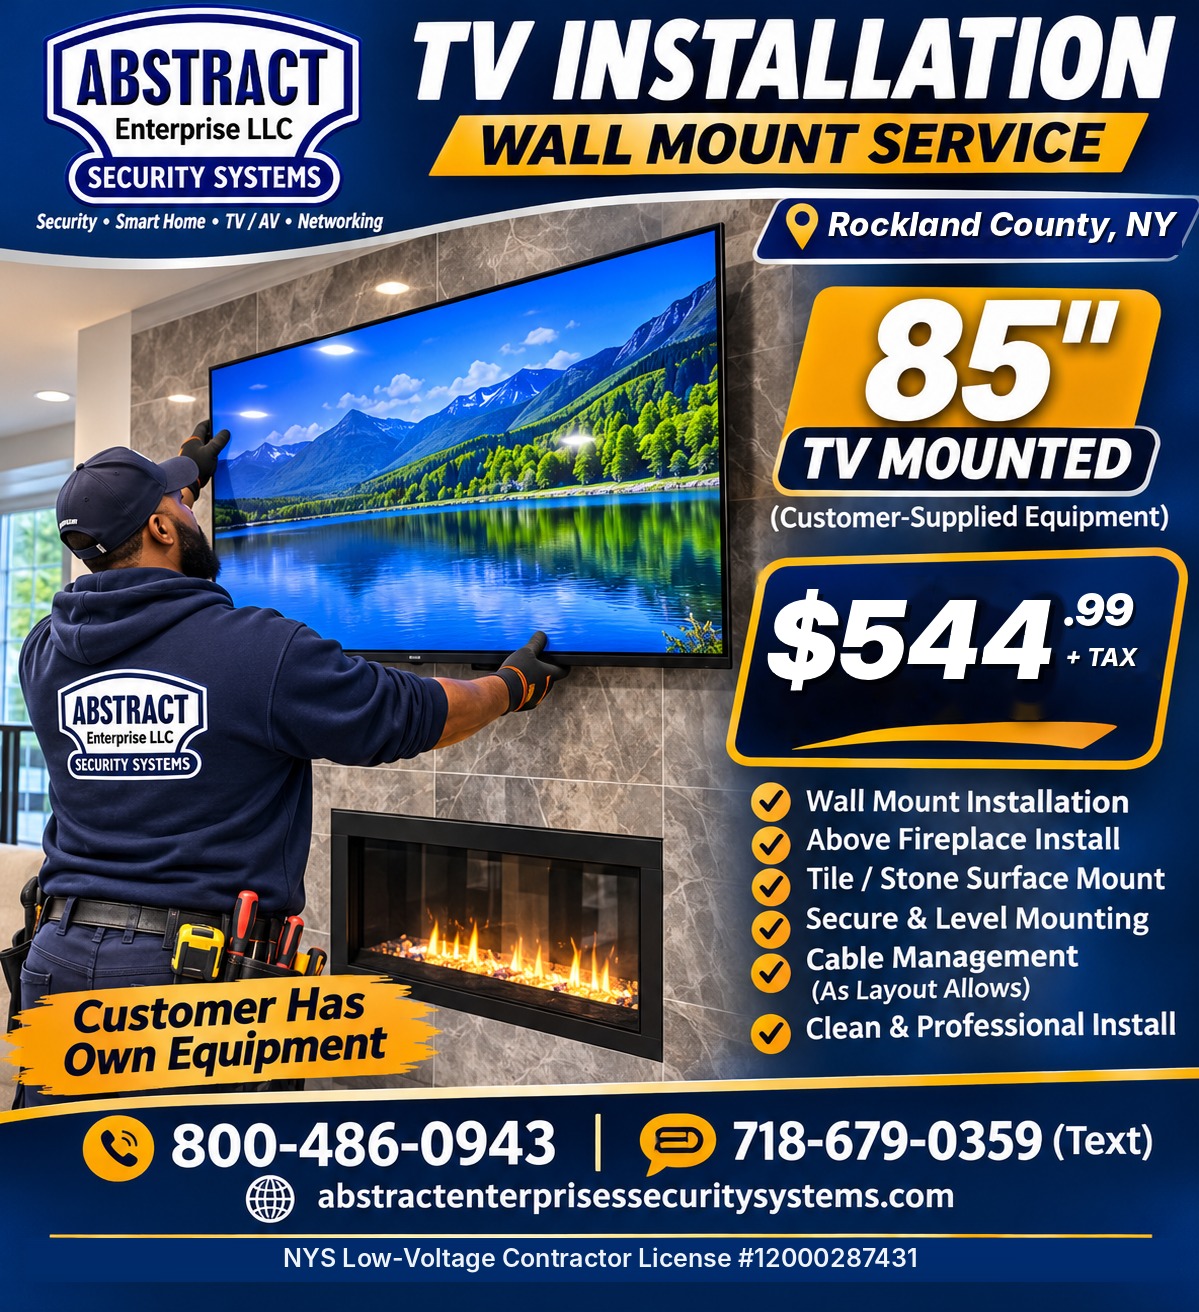 ABSTRACT
Enterprise LLC
SECURITY SYSTEMS
Security • Smart Home • TV / AV • Networking
TV INSTALLATION
WALL MOUNT SERVICE
Rockland County, NY
85"
TV MOUNTED
(Customer-Supplied Equipment)
$544.99
+ TAX
ABSTRACT
Enterprise LLC
SECURITY SYSTEMS
Wall Mount Installation
Above Fireplace Install
Tile / Stone Surface Mount
Secure & Level Mounting
Cable Management
(As Layout Allows)
Clean & Professional Install
Customer Has
Own Equipment
800-486-0943
718-679-0359 (Text)
abstractenterprisessecuritysystems.com
NYS Low-Voltage Contractor License #12000287431